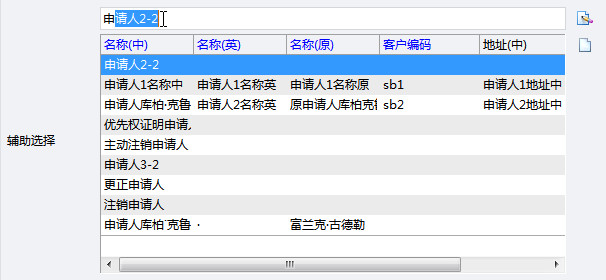 申请人2-2
名称(中) 名称(英) 名称(原) 客户编码 地址(中)
申请人2-2
申请人1名称中 申请人1名称英 申请人1名称原 sb1 申请人1地址中
申请人库柏·克鲁 申请人2名称英 原申请人库柏克 sb2 申请人2地址中
优先权证明申请人
主动注销申请人
辅助选择
申请人3-2
更正申请人
注销申请人
申请人库柏·克鲁 · 富兰克·古德勒